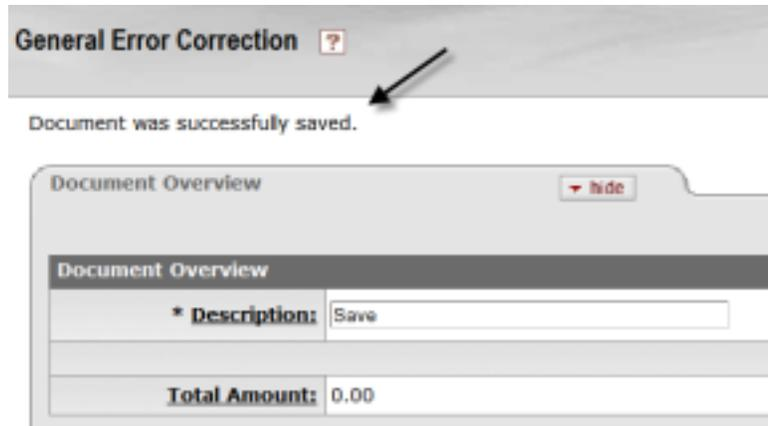 General Error Correction ?
Document was successfully saved.
Document Overview hide
Document Overview
* Description: Save
Total Amount: 0.00